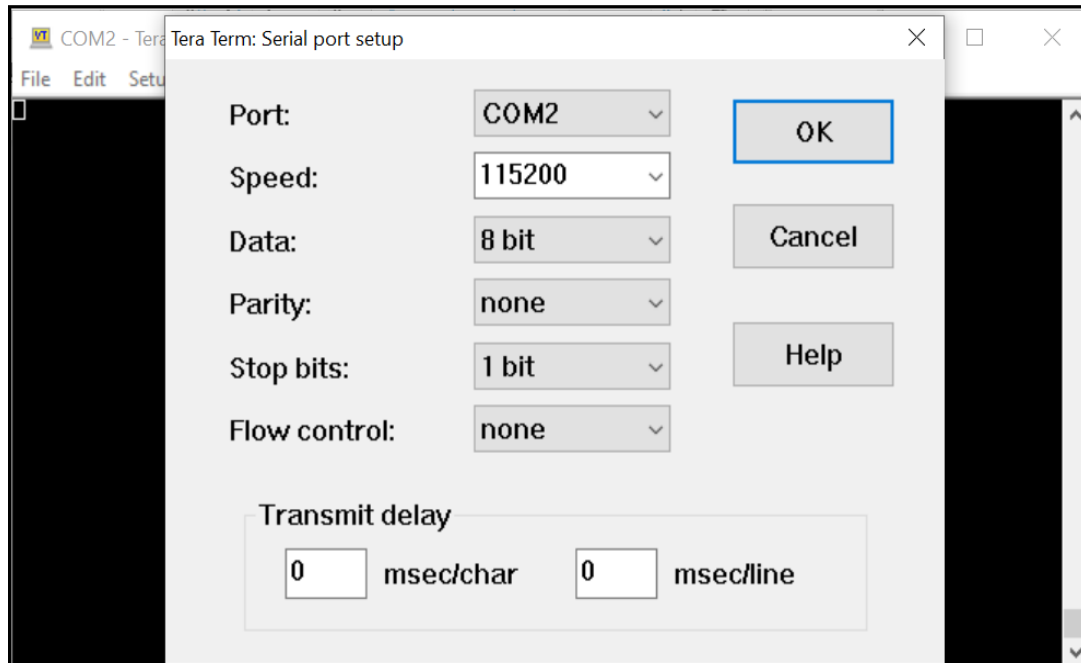 VT COM2 - Tera
Tera Term: Serial port setup
File Edit Setu
Port: COM2
OK
Speed: 115200
Data: 8 bit
Cancel
Parity: none
Stop bits: 1 bit
Help
Flow control: none
Transmit delay
0 msec/char 0 msec/line